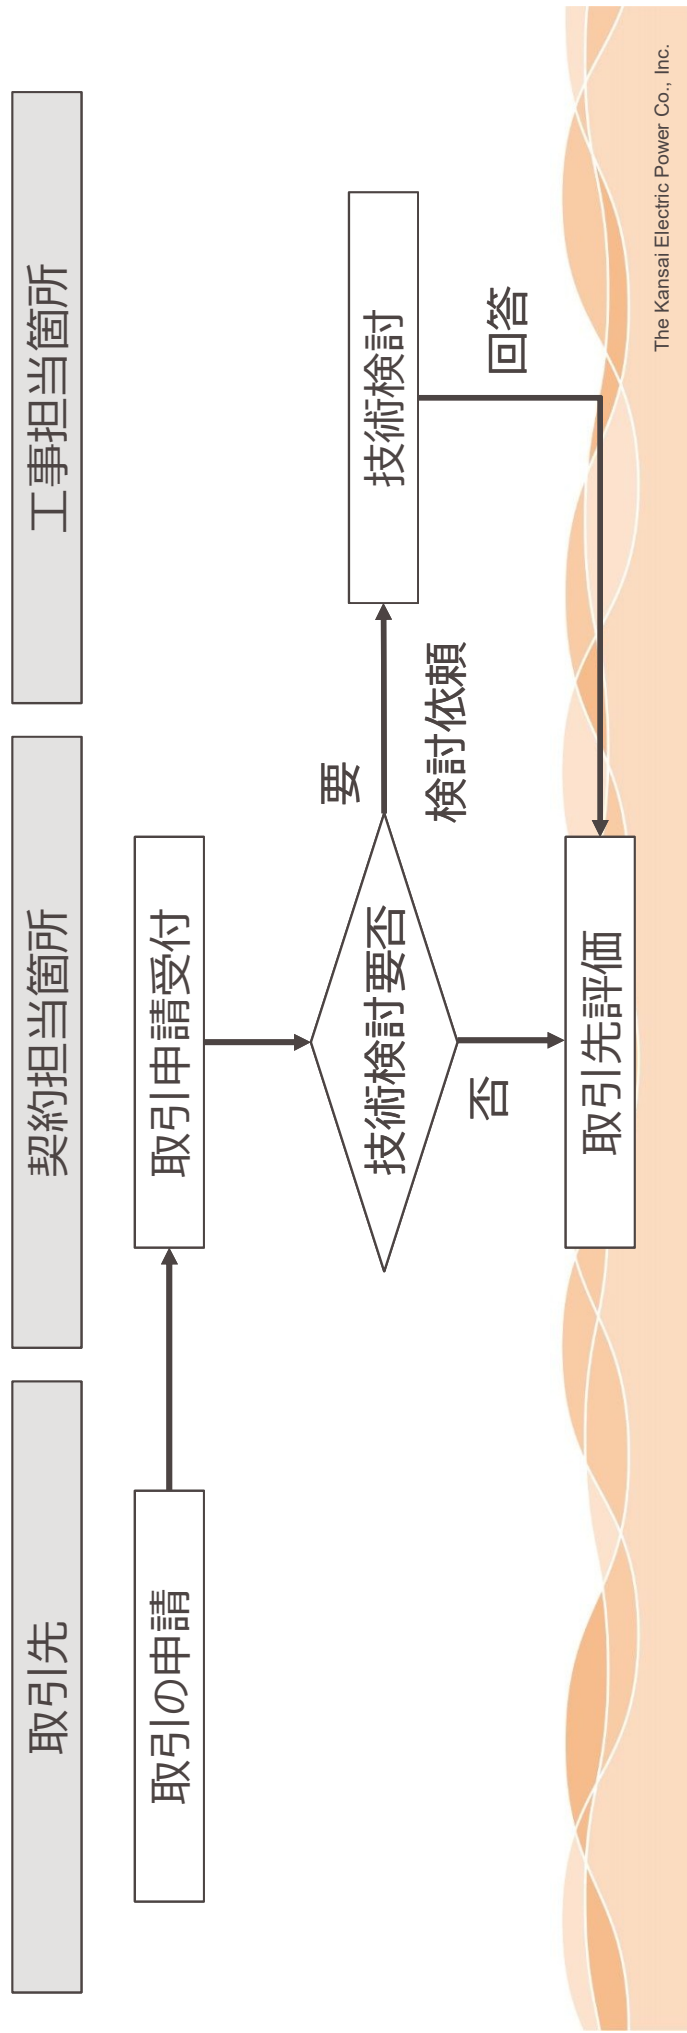 取引先
契約担当箇所
工事担当箇所
取引の申請
取引申請受付
技術検討要否
要
検討依頼
技術検討
否
回答
取引先評価
The Kansai Electric Power Co., Inc.